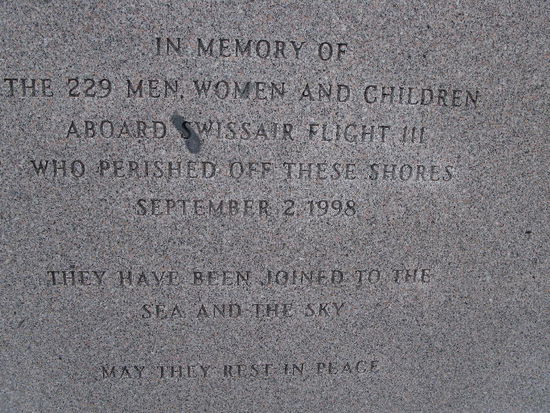 IN MEMORY OF
THE 229 MEN, WOMEN AND CHILDREN
ABOARD SWISSAIR FLIGHT 111
WHO PERISHED OFF THESE SHORES
SEPTEMBER 2, 1998
THEY HAVE BEEN JOINED TO THE
SEA AND THE SKY
MAY THEY REST IN PEACE